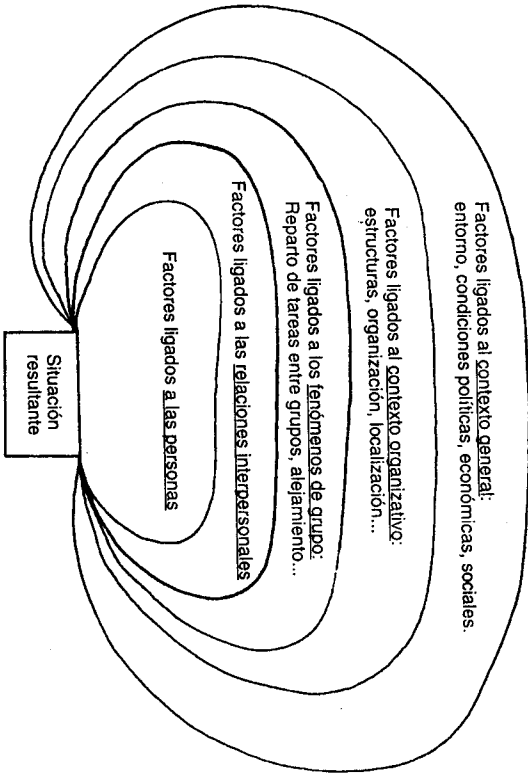 Factores ligados al contexto general:
entorno, condiciones políticas, económicas, sociales.
Factores ligados al contexto organizativo:
estructuras, organización, localización...
Factores ligados a los fenómenos de grupo:
Reparto de tareas entre grupos, alejamiento...
Factores ligados a las relaciones interpersonales
Factores ligados a las personas
Situación
resultante